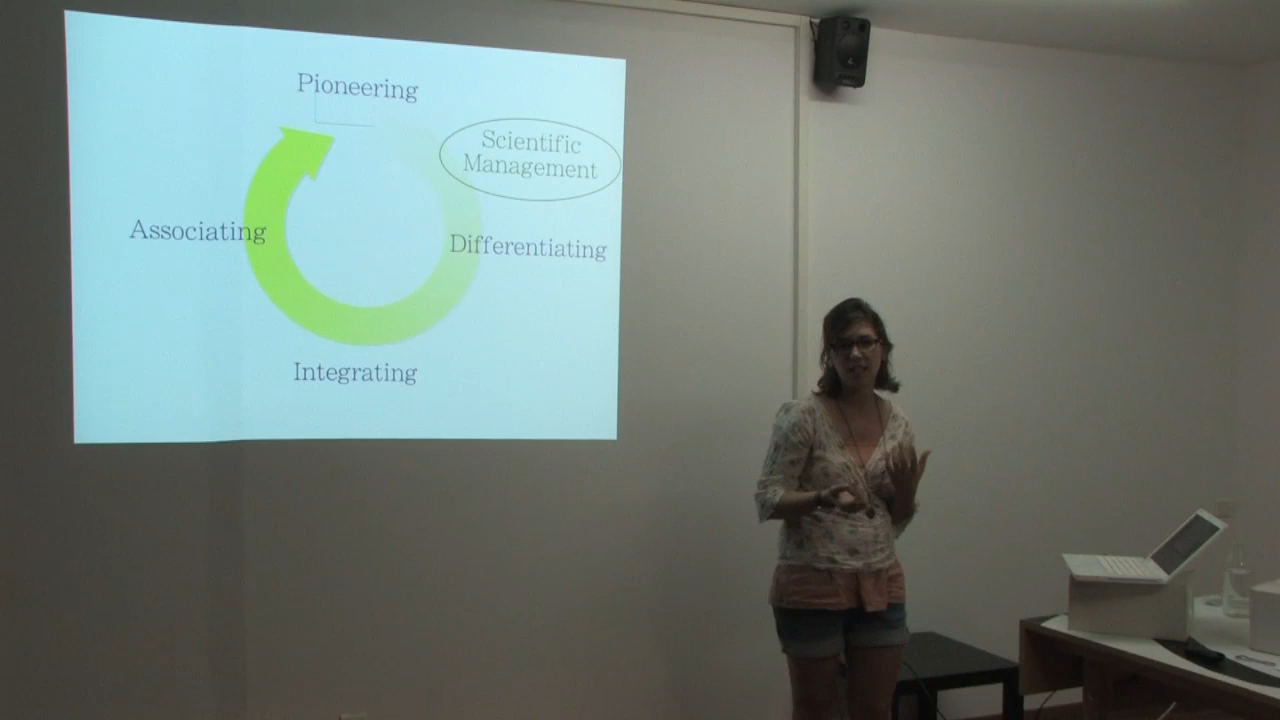 Pioneering
Scientific
Management
Associating
Differentiating
Integrating